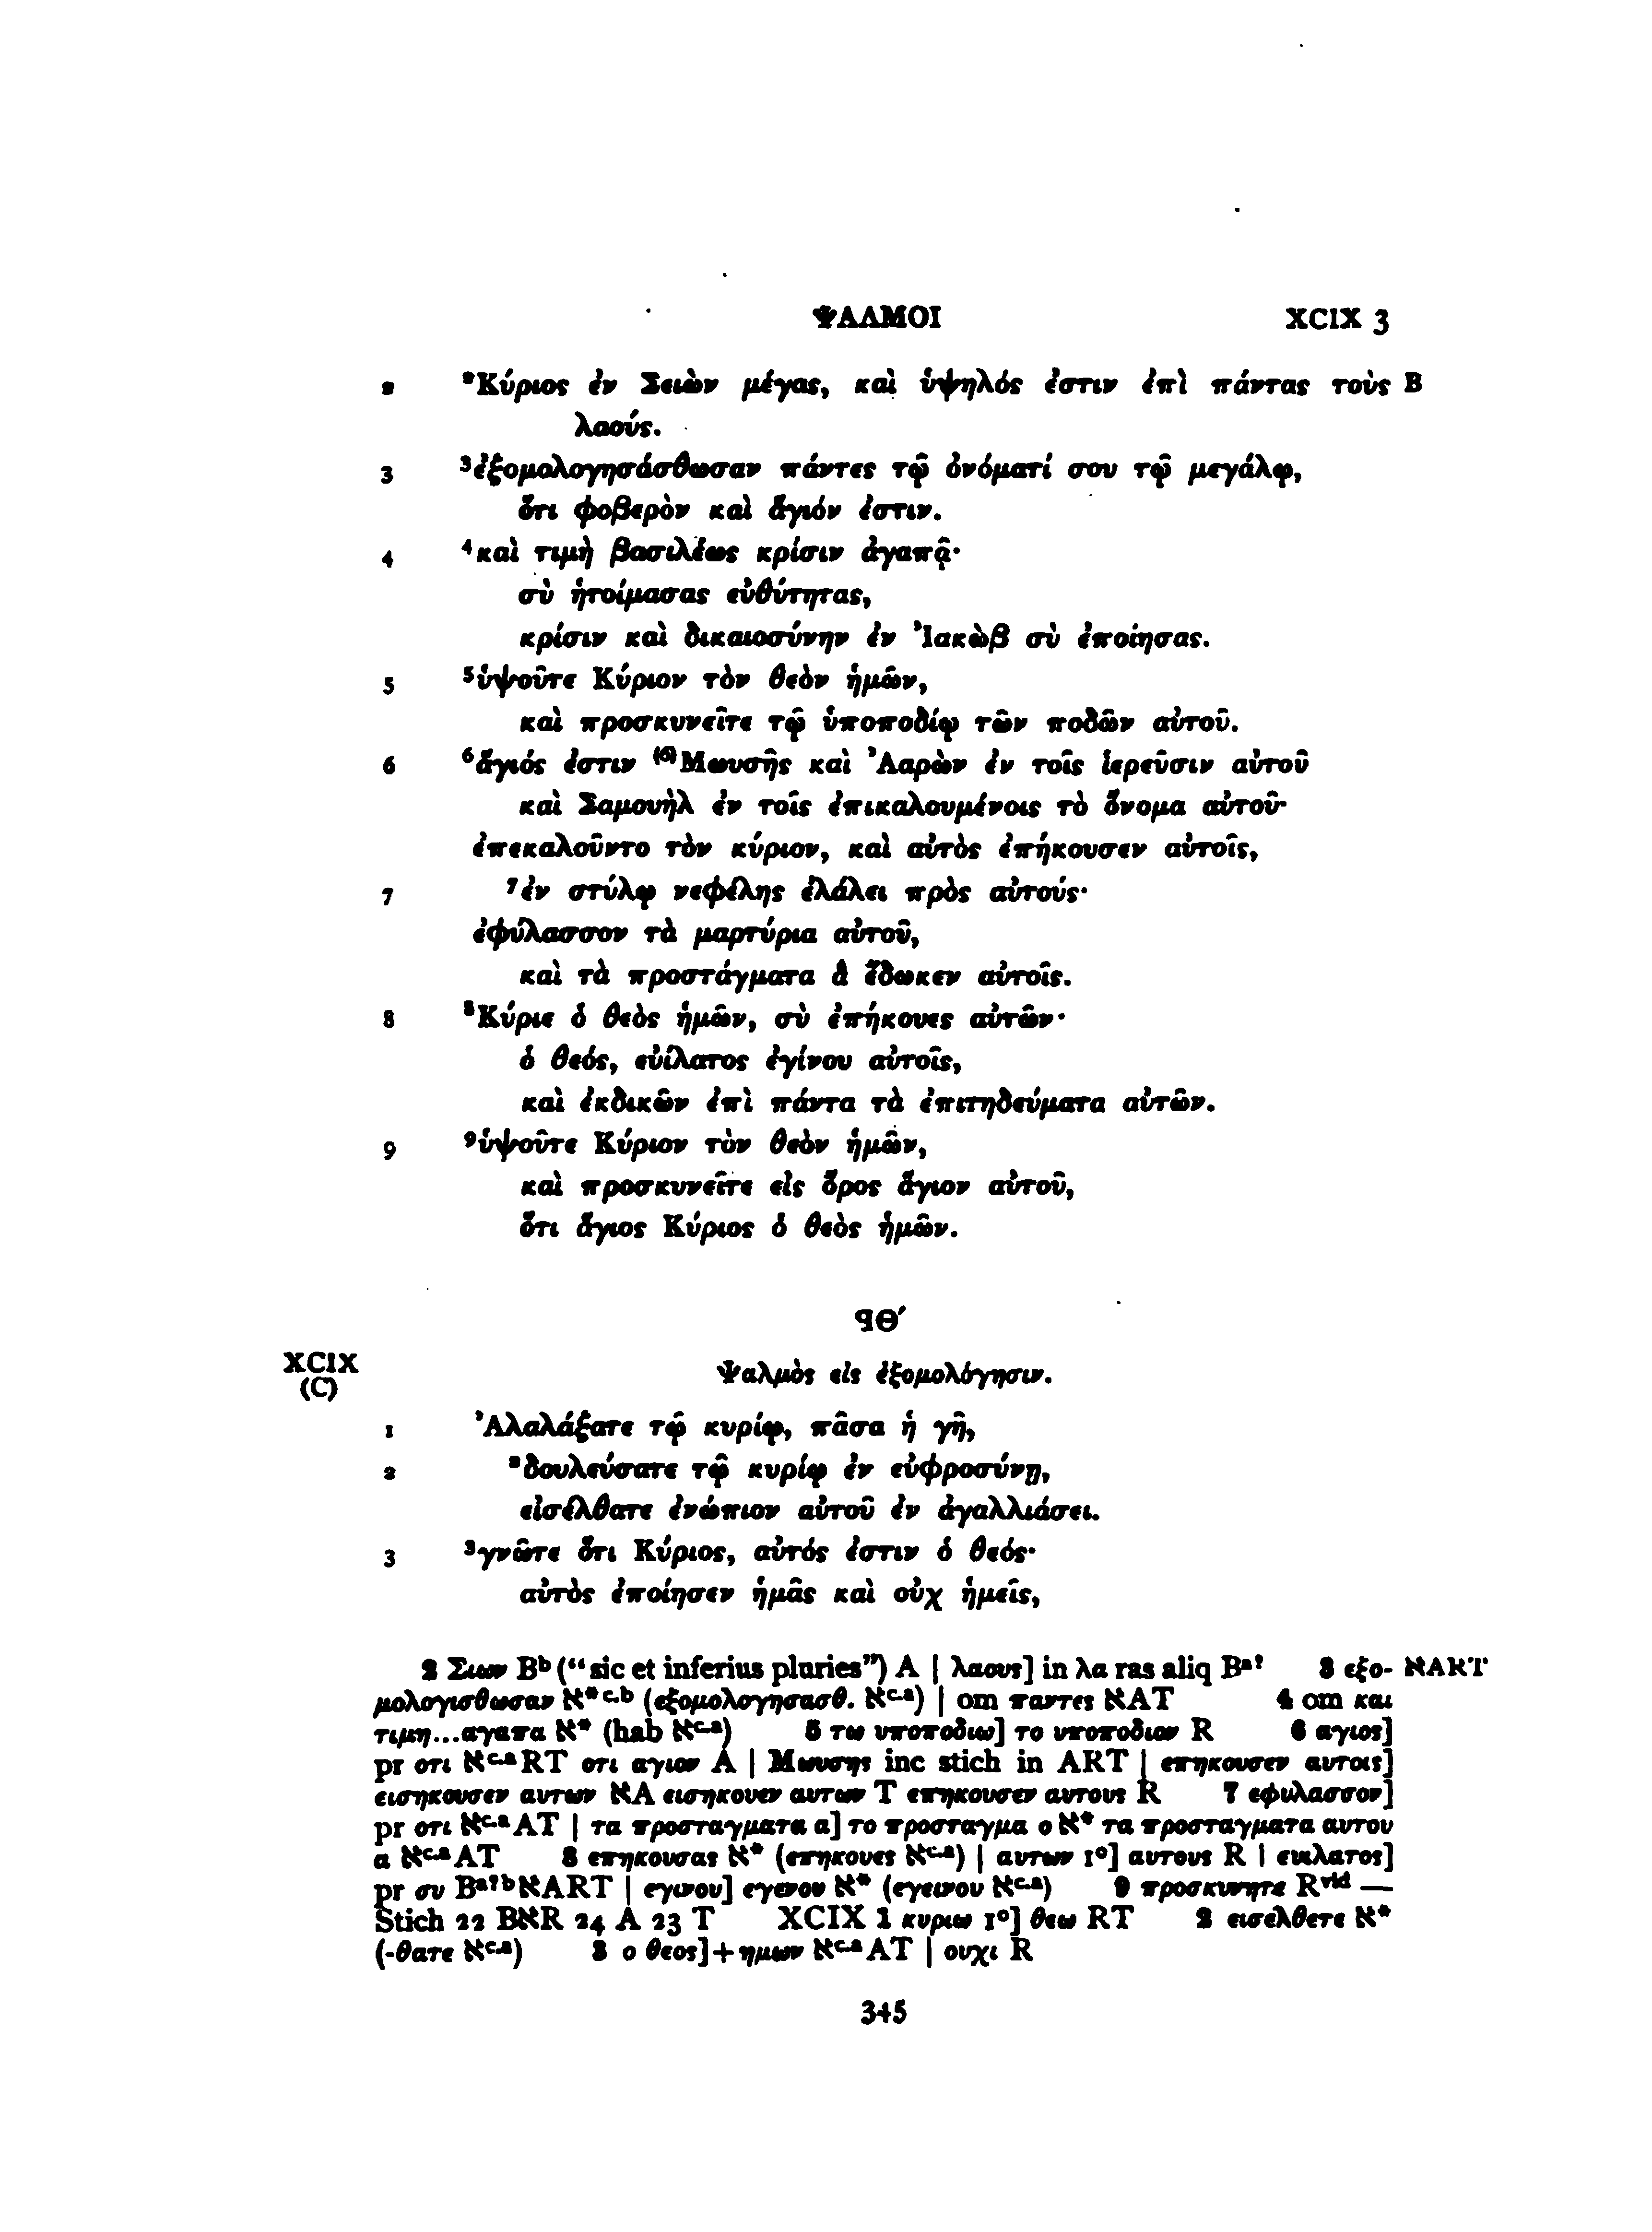 ΨΑΛΜΟΙ XCIX 3
2 ²Κύριος ἐν Σειὼν μέγας, καὶ ὑψηλός ἐστιν ἐπὶ πάντας τοὺς B
λαούς.
3 ³ἐξομολογησάσθωσαν πάντες τῷ ὀνόματί σου τῷ μεγάλῳ,
ὅτι φοβερὸν καὶ ἅγιόν ἐστιν.
4 ⁴καὶ τιμὴ βασιλέως κρίσιν ἀγαπᾷ·
σὺ ἡτοίμασας εὐθύτητας,
κρίσιν καὶ δικαιοσύνην ἐν Ἰακὼβ σὺ ἐποίησας.
5 ⁵ὑψοῦτε Κύριον τὸν θεὸν ἡμῶν,
καὶ προσκυνεῖτε τῷ ὑποποδίῳ τῶν ποδῶν αὐτοῦ.
6 ⁶ἅγιός ἐστιν ⁽⁶⁾Μωυσῆς καὶ Ἀαρὼν ἐν τοῖς ἱερεῦσιν αὐτοῦ
καὶ Σαμουὴλ ἐν τοῖς ἐπικαλουμένοις τὸ ὄνομα αὐτοῦ·
ἐπεκαλοῦντο τὸν κύριον, καὶ αὐτὸς ἐπήκουσεν αὐτοῖς,
7 ⁷ἐν στύλῳ νεφέλης ἐλάλει πρὸς αὐτούς·
ἐφύλασσον τὰ μαρτύρια αὐτοῦ,
καὶ τὰ προστάγματα ἃ ἔδωκεν αὐτοῖς.
8 ⁸Κύριε ὁ θεὸς ἡμῶν, σὺ ἐπήκουες αὐτῶν·
ὁ θεός, εὐίλατος ἐγίνου αὐτοῖς,
καὶ ἐκδικῶν ἐπὶ πάντα τὰ ἐπιτηδεύματα αὐτῶν.
9 ⁹ὑψοῦτε Κύριον τὸν θεὸν ἡμῶν,
καὶ προσκυνεῖτε εἰς ὄρος ἅγιον αὐτοῦ,
ὅτι ἅγιος Κύριος ὁ θεὸς ἡμῶν.
ϟΘʹ
XCIX
(C)
Ψαλμὸς εἰς ἐξομολόγησιν.
1 Ἀλαλάξατε τῷ κυρίῳ, πᾶσα ἡ γῆ,
2 ²δουλεύσατε τῷ κυρίῳ ἐν εὐφροσύνῃ,
εἰσέλθατε ἐνώπιον αὐτοῦ ἐν ἀγαλλιάσει.
3 ³γνῶτε ὅτι Κύριος, αὐτός ἐστιν ὁ θεός·
αὐτὸς ἐποίησεν ἡμᾶς καὶ οὐχ ἡμεῖς,
2 Σιων Bᵇ (“sic et inferius pluries”) A | λαους] in λα ras aliq Bᵃ? 3 εξο- ℵART
μολογισθωσαν ℵ* ᶜ·ᵇ (εξομολογησασθ. ℵᶜ·ᵃ) | om παντες ℵAT 4 om και
τιμη...αγαπα ℵ* (hab ℵᶜ·ᵃ) 5 τω υποποδιω] το υποποδιον R 6 αγιος]
pr οτι ℵᶜ·ᵃRT οτι αγιον A | Μωυσης inc stich in ART | επηκουσεν αυτοις]
εισηκουσεν αυτων ℵA εισηκουεν αυτων T επηκουσεν αυτους R 7 εφυλασσον]
pr οτι ℵᶜ·ᵃAT | τα προσταγματα α] το προσταγμα ο ℵ* τα προσταγματα αυτου
α ℵᶜ·ᵃAT 8 επηκουσας ℵ* (επηκουες ℵᶜ·ᵃ) | αυτων 1°] αυτους R | ευιλατος]
pr συ Bᵃ?ᵇℵART | εγινου] εγενου ℵ* (εγεινου ℵᶜ·ᵃ) 9 προσκυνητε Rᵛⁱᵈ —
Stich 22 BℵR 24 A 23 T XCIX 1 κυριω 1°] θεω RT 2 εισελθετε ℵ*
(-θατε ℵᶜ·ᵃ) 3 ο θεος]+ημων ℵᶜ·ᵃAT | ουχι R
345